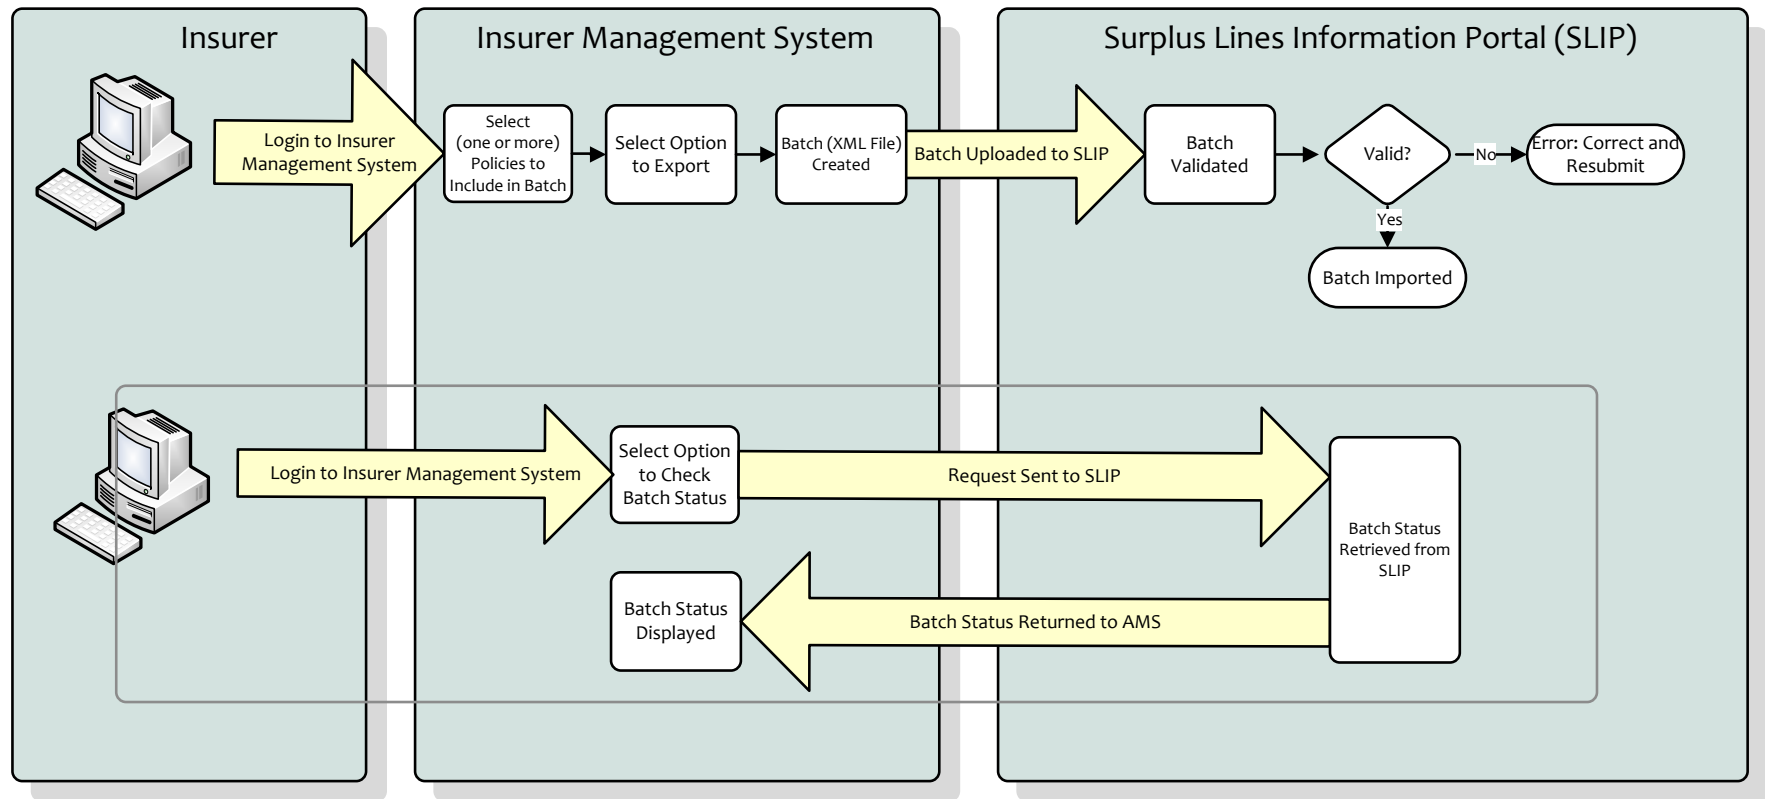 Insurer
Insurer Management System
Surplus Lines Information Portal (SLIP)
Login to Insurer
Management System
Select
(one or more)
Policies to
Include in Batch
Select Option
to Export
Batch (XML File)
Created
Batch Uploaded to SLIP
Batch
Validated
Valid?
No
Error: Correct and
Resubmit
Yes
Batch Imported
Login to Insurer Management System
Select Option
to Check
Batch Status
Request Sent to SLIP
Batch Status
Retrieved from
SLIP
Batch Status
Displayed
Batch Status Returned to AMS